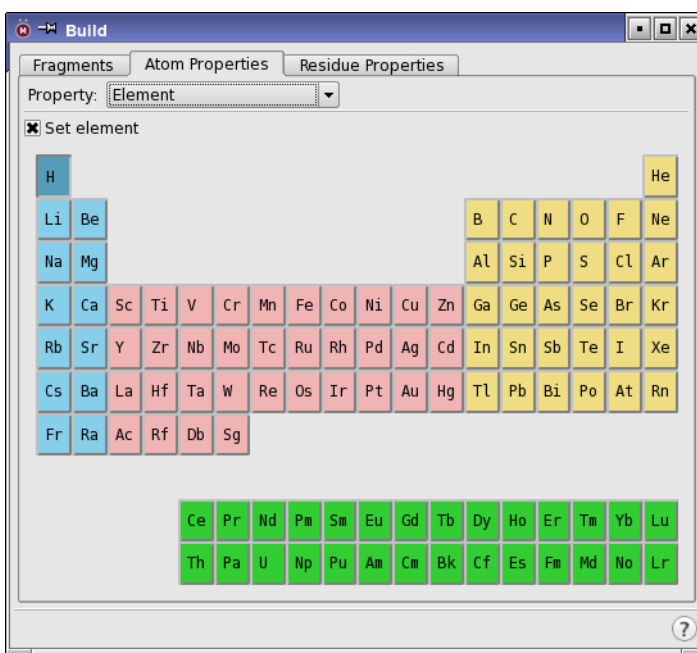 Build
Fragments Atom Properties Residue Properties
Property: Element
Set element
H He
Li Be B C N O F Ne
Na Mg Al Si P S Cl Ar
K Ca Sc Ti V Cr Mn Fe Co Ni Cu Zn Ga Ge As Se Br Kr
Rb Sr Y Zr Nb Mo Tc Ru Rh Pd Ag Cd In Sn Sb Te I Xe
Cs Ba La Hf Ta W Re Os Ir Pt Au Hg Tl Pb Bi Po At Rn
Fr Ra Ac Rf Db Sg
Ce Pr Nd Pm Sm Eu Gd Tb Dy Ho Er Tm Yb Lu
Th Pa U Np Pu Am Cm Bk Cf Es Fm Md No Lr
?